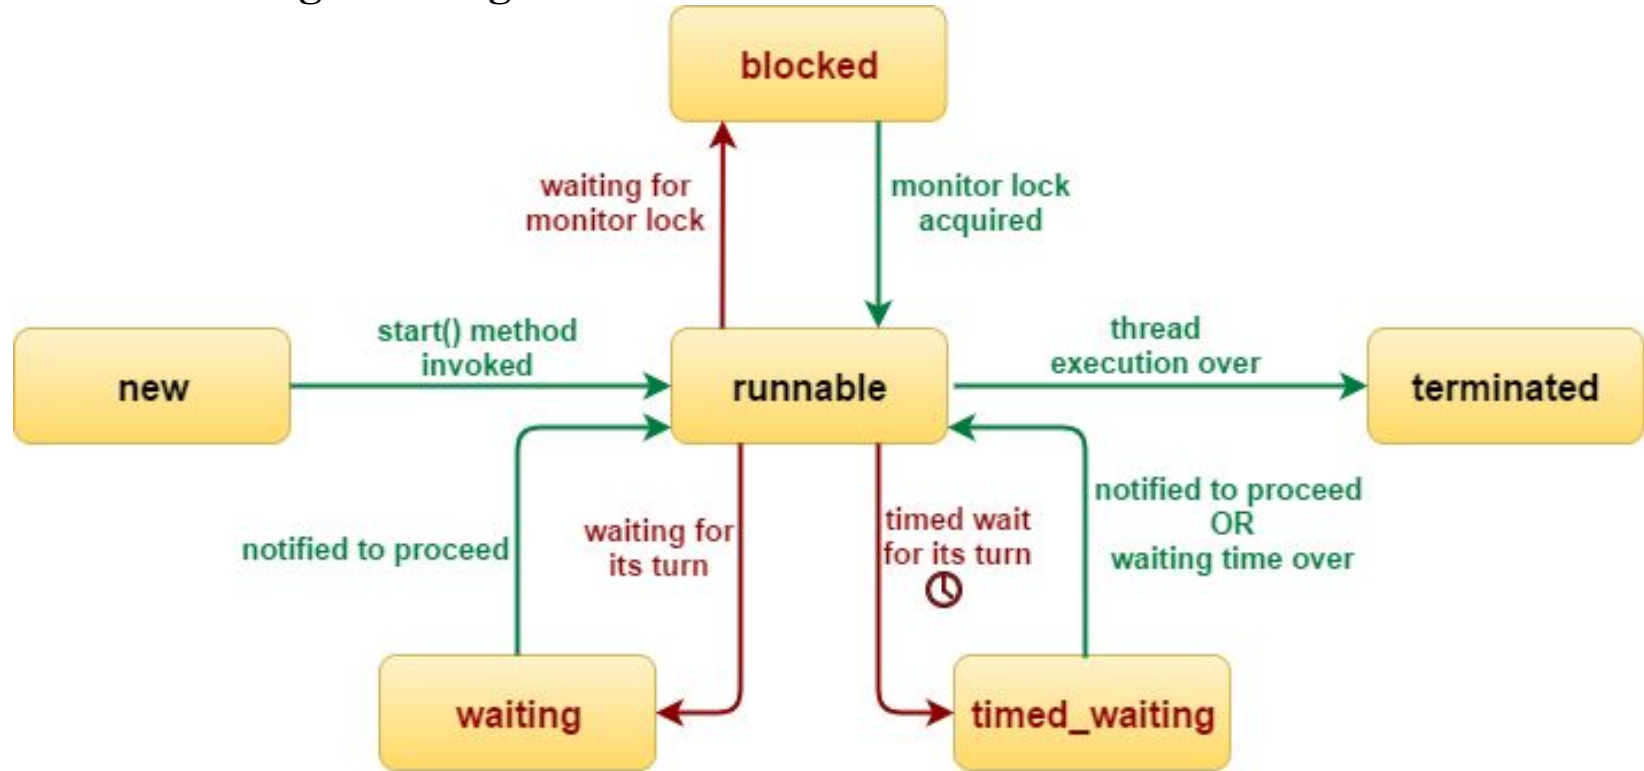 blocked
waiting for
monitor lock
monitor lock
acquired
start() method
invoked
thread
execution over
new
runnable
terminated
notified to proceed
waiting for
its turn
timed wait
for its turn
notified to proceed
OR
waiting time over
waiting
timed_waiting